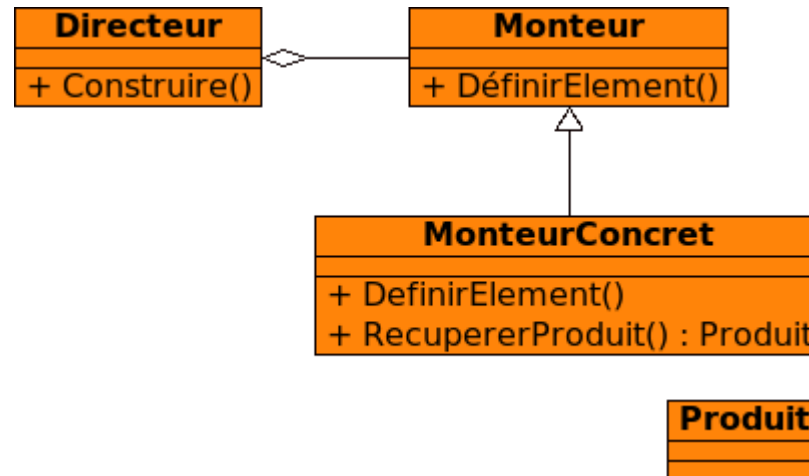 Directeur
+ Construire()
Monteur
+ DéfinirElement()
MonteurConcret
+ DefinirElement()
+ RecupererProduit() : Produit
Produit